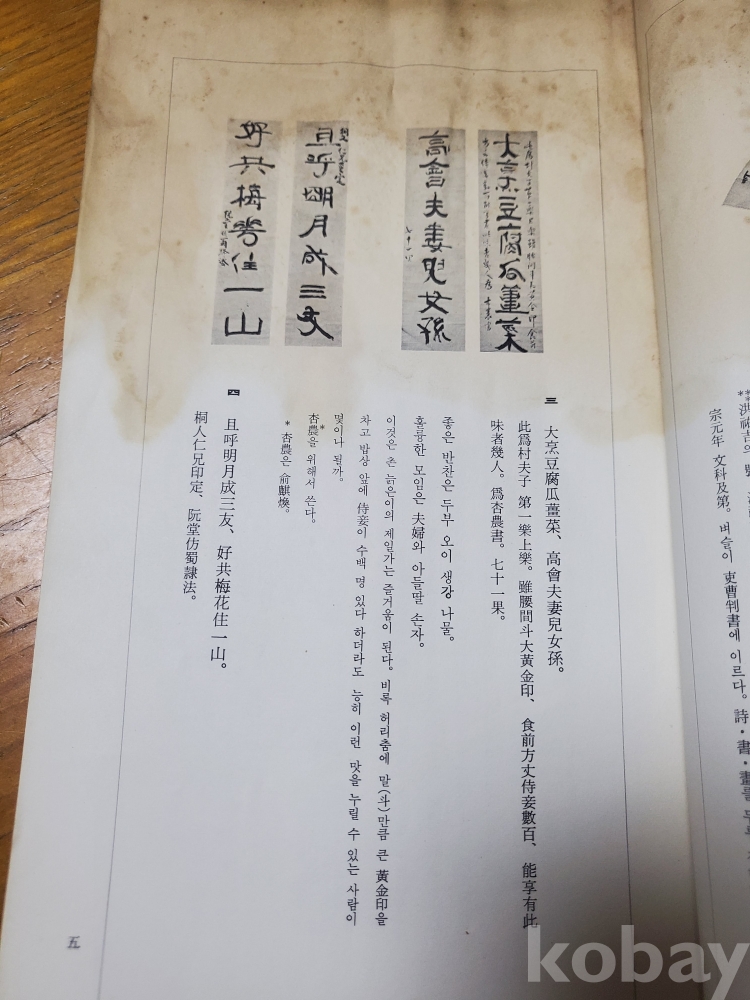 大烹豆腐瓜薑菜
高會夫妻兒女孫
七十一果
且呼明月成三友
好共梅花住一山
三 大烹豆腐瓜薑菜、高會夫妻兒女孫。
此爲村夫子 第一樂上樂。雖腰間斗大黃金印、食前方丈侍妾數百、能享有此
味者幾人。爲杏農書。七十一果。
좋은 반찬은 두부 오이 생강 나물。
훌륭한 모임은 夫婦와 아들딸 손자。
이것은 촌 늙은이의 제일가는 즐거움이 된다。비록 허리춤에 말(斗)만큼 큰 黃金印을
차고 밥상 앞에 侍妾이 수백 명 있다 하더라도 능히 이런 맛을 누릴 수 있는 사람이
몇이나 될까。
杏農*을 위해서 쓴다。
* 杏農은 兪麒煥。
四 且呼明月成三友、好共梅花住一山。
桐人仁兄印定、阮堂仿蜀隷法。
五
**洪祐吉의
宗元年 文科及第。벼슬이 吏曹判書에 이르다。詩·書·畫를
kobay